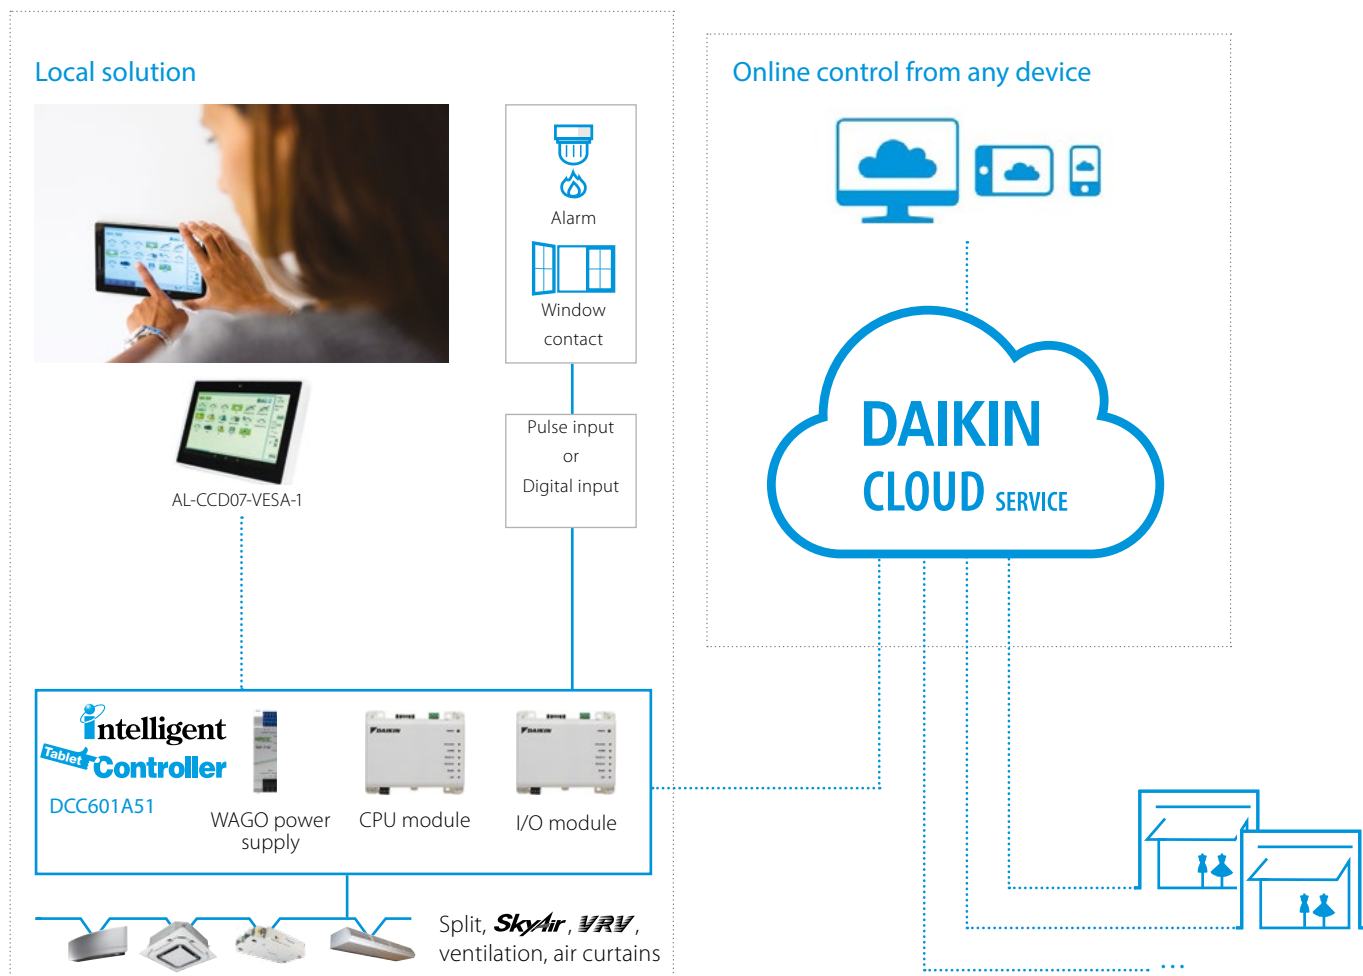 Local solution
Alarm
Window
contact
AL-CCD07-VESA-1
Pulse input
or
Digital input
intelligent
Tablet Controller
DCC601A51
WAGO power
supply
DAIKIN
CPU module
DAIKIN
I/O module
Split, SkyAir, VRV,
ventilation, air curtains
Online control from any device
DAIKIN
CLOUD SERVICE
...